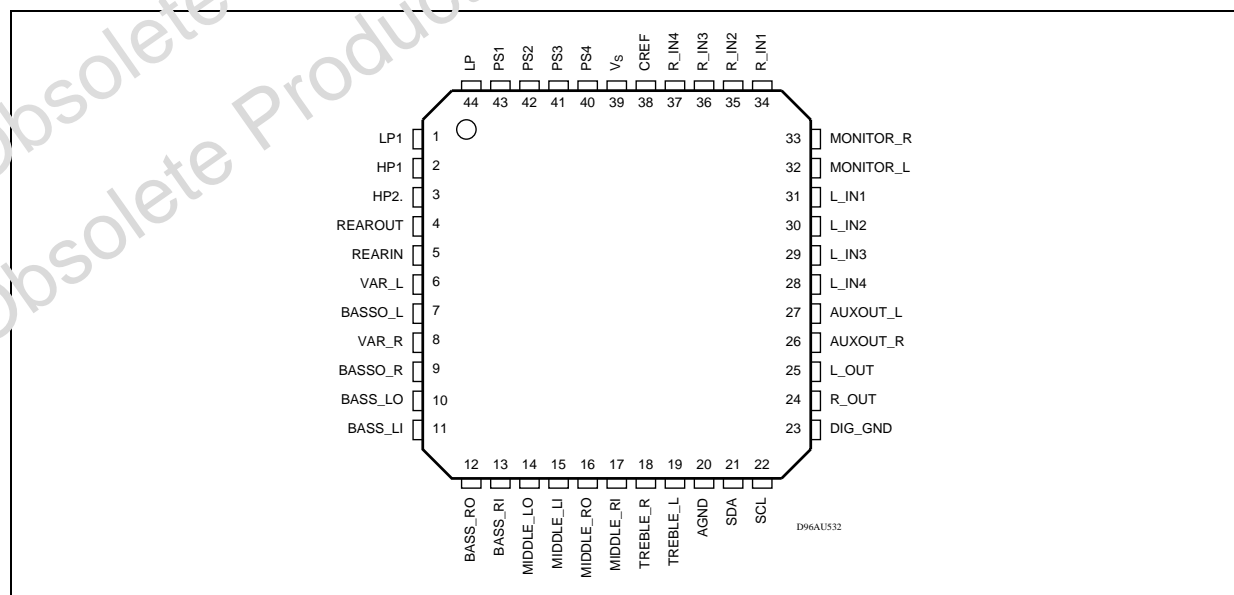 Obsolete Produc
Obsolete Produc
LP
PS1
PS2
PS3
PS4
Vs
CREF
R_IN4
R_IN3
R_IN2
R_IN1
44 43 42 41 40 39 38 37 36 35 34
LP1 1
HP1 2
HP2. 3
REAROUT 4
REARIN 5
VAR_L 6
BASSO_L 7
VAR_R 8
BASSO_R 9
BASS_LO 10
BASS_LI 11
33 MONITOR_R
32 MONITOR_L
31 L_IN1
30 L_IN2
29 L_IN3
28 L_IN4
27 AUXOUT_L
26 AUXOUT_R
25 L_OUT
24 R_OUT
23 DIG_GND
12 13 14 15 16 17 18 19 20 21 22
BASS_RO
BASS_RI
MIDDLE_LO
MIDDLE_LI
MIDDLE_RO
MIDDLE_RI
TREBLE_R
TREBLE_L
AGND
SDA
SCL
D96AU532